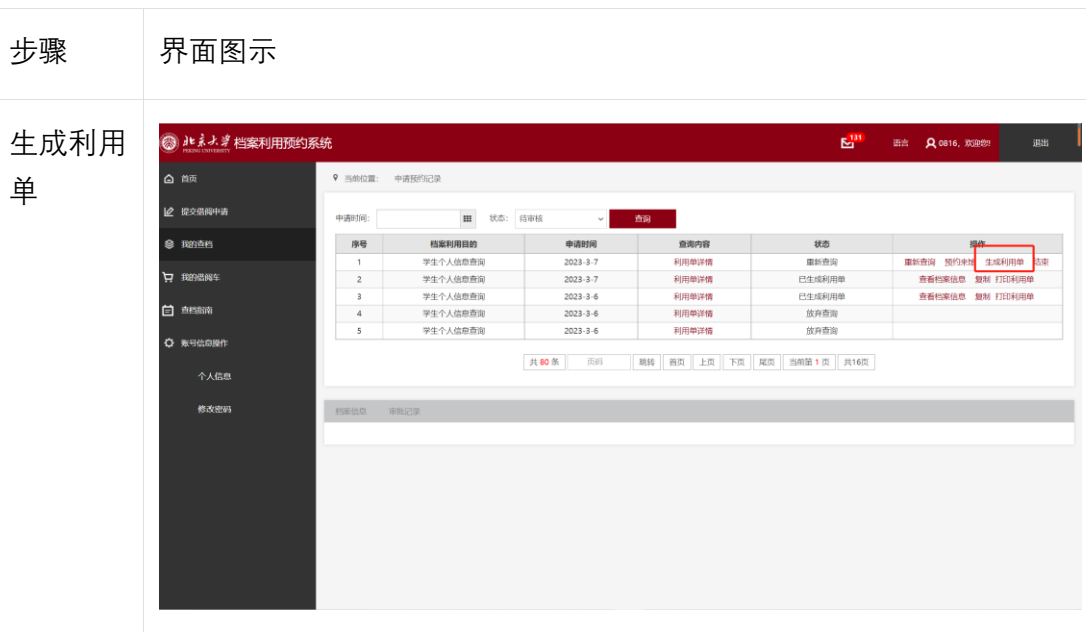 步骤
界面图示
生成利用
单
北京大学 档案利用预约系统
PEKING UNIVERSITY
131
语言
0816，欢迎您!!
退出
首页
提交借阅申请
我的查档
我的借阅车
查档指南
账号信息操作
个人信息
修改密码
当前位置： 申请预约记录
申请时间: 状态: 待审核 查询
序号 档案利用目的 申请时间 查询内容 状态 操作
1 学生个人信息查询 2023-3-7 利用单详情 重新查询 重新查询 预约来馆 生成利用单 结束
2 学生个人信息查询 2023-3-7 利用单详情 已生成利用单 查看档案信息 复制 打印利用单
3 学生个人信息查询 2023-3-6 利用单详情 已生成利用单 查看档案信息 复制 打印利用单
4 学生个人信息查询 2023-3-6 利用单详情 放弃查询
5 学生个人信息查询 2023-3-6 利用单详情 放弃查询
共 80 条 页码 跳转 首页 上页 下页 尾页 当前第 1 页 共16页
档案信息 审批记录